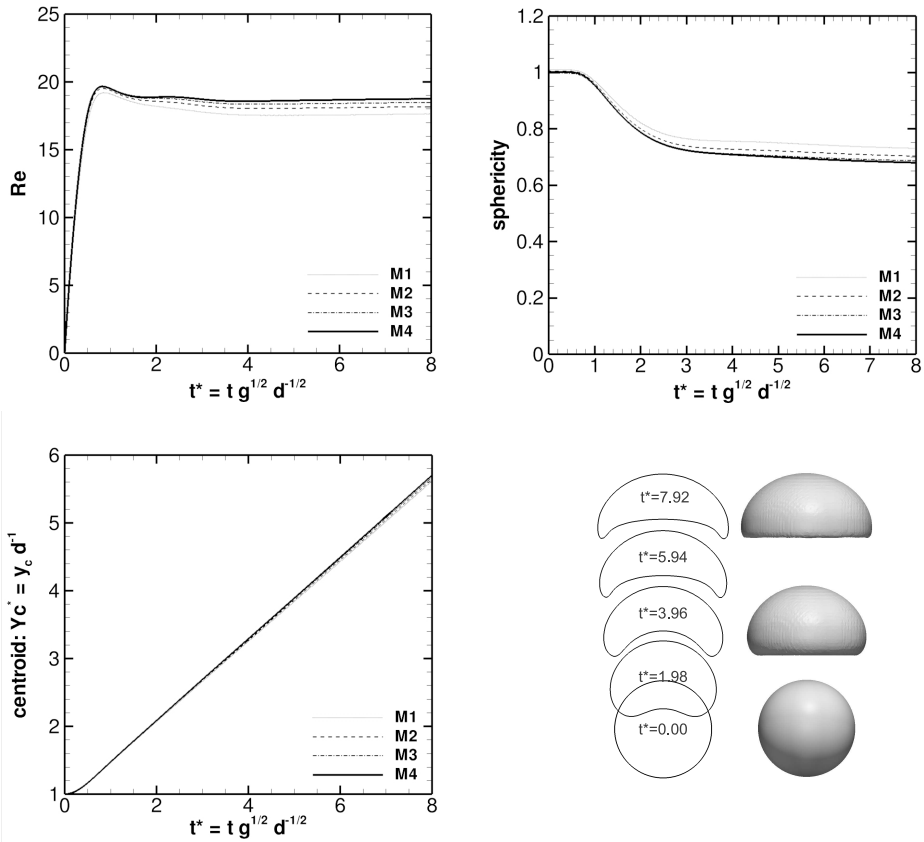 25
20
15
10
5
0
Re
0 2 4 6 8
t* = t g^1/2 d^-1/2
M1
M2
M3
M4
1.2
1
0.8
0.6
0.4
0.2
0
sphericity
0 1 2 3 4 5 6 7 8
t* = t g^1/2 d^-1/2
M1
M2
M3
M4
6
5
4
3
2
1
centroid: Yc* = y_c d^-1
0 2 4 6 8
t* = t g^1/2 d^-1/2
M1
M2
M3
M4
t*=7.92
t*=5.94
t*=3.96
t*=1.98
t*=0.00